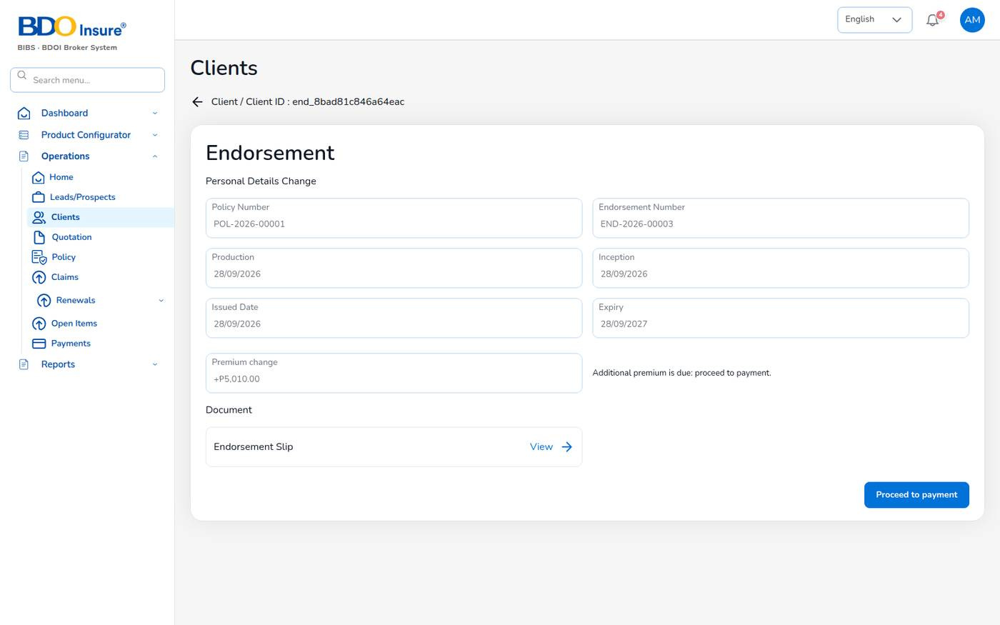 BDO Insure®
BIBS · BDOI Broker System
Search menu...
Dashboard
Product Configurator
Operations
Home
Leads/Prospects
Clients
Quotation
Policy
Claims
Renewals
Open Items
Payments
Reports
English
4
AM
Clients
Client / Client ID : end_8bad81c846a64eac
Endorsement
Personal Details Change
Policy Number
POL-2026-00001
Endorsement Number
END-2026-00003
Production
28/09/2026
Inception
28/09/2026
Issued Date
28/09/2026
Expiry
28/09/2027
Premium change
+₱5,010.00
Additional premium is due: proceed to payment.
Document
Endorsement Slip
View
Proceed to payment